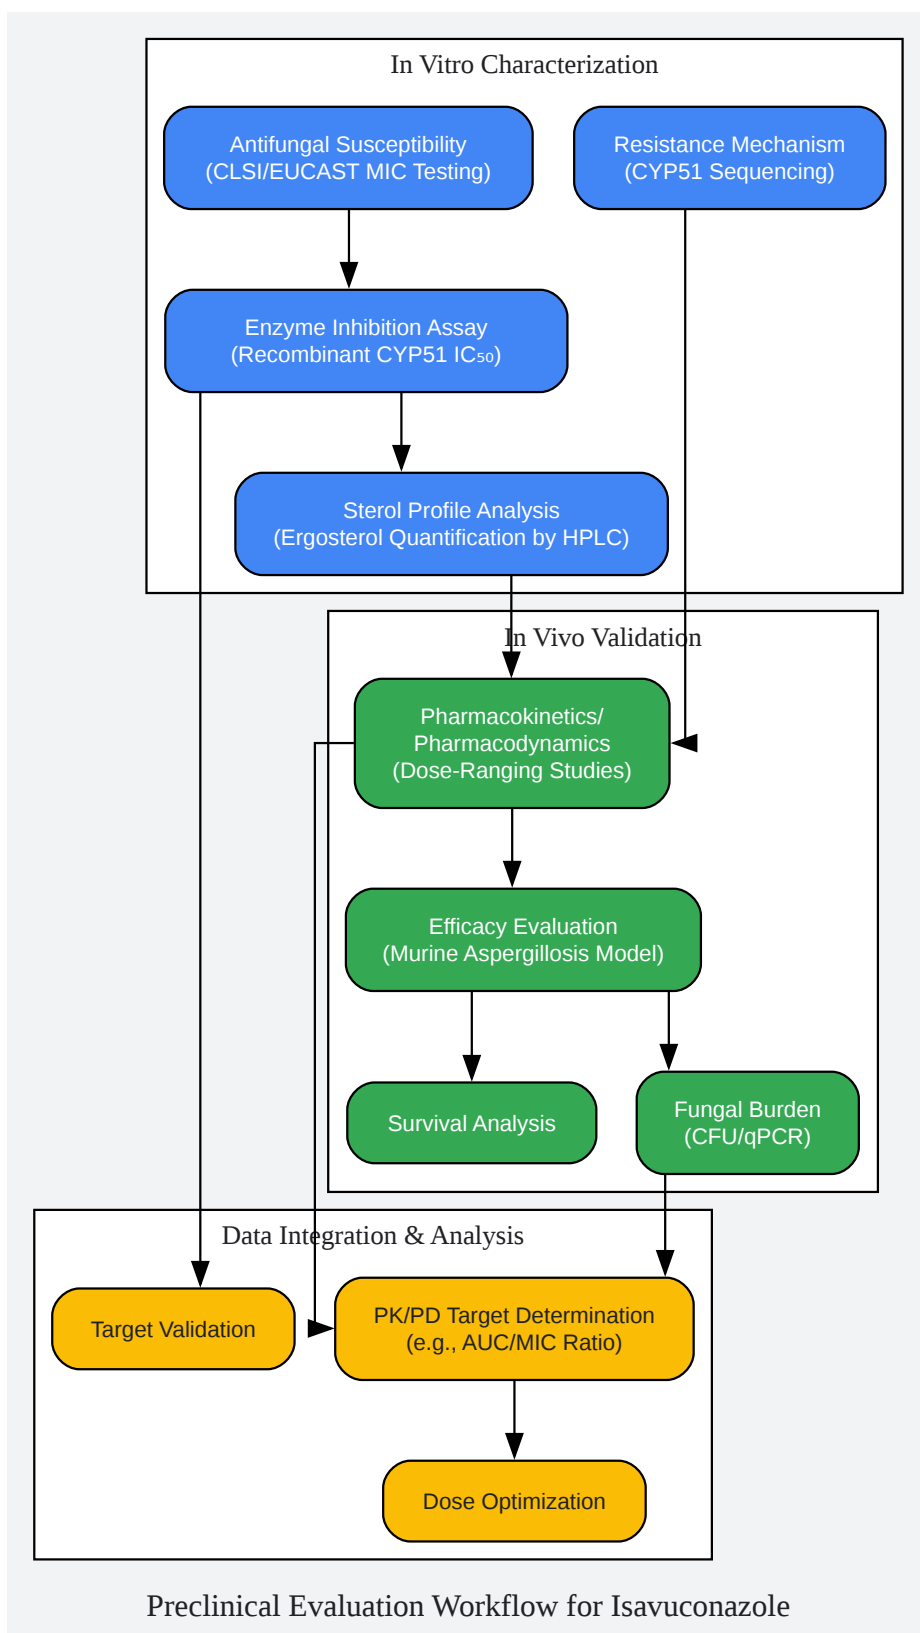 In Vitro Characterization
Antifungal Susceptibility
(CLSI/EUCAST MIC Testing)
Resistance Mechanism
(CYP51 Sequencing)
Enzyme Inhibition Assay
(Recombinant CYP51 IC₅₀)
Sterol Profile Analysis
(Ergosterol Quantification by HPLC)
In Vivo Validation
Pharmacokinetics/
Pharmacodynamics
(Dose-Ranging Studies)
Efficacy Evaluation
(Murine Aspergillosis Model)
Survival Analysis
Fungal Burden
(CFU/qPCR)
Data Integration & Analysis
Target Validation
PK/PD Target Determination
(e.g., AUC/MIC Ratio)
Dose Optimization
Preclinical Evaluation Workflow for Isavuconazole